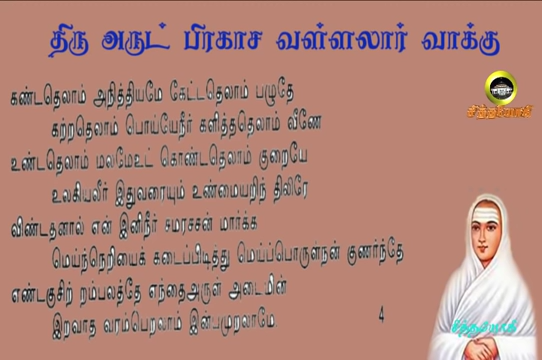 திரு அருட் பிரகாச வள்ளலார் வாக்கு
கண்டதெலாம் அநித்தியமே கேட்டதெலாம் பழுதே
கற்றதெலாம் பொய்யேநீர் களித்ததெலாம் வீணே
உண்டதெலாம் மலமேஉட் கொண்டதெலாம் குறையே
உலகியலீர் இதுவரையும் உண்மையறிந் திலிரே
விண்டதனால் என் இனிநீர் சமரசசன் மார்க்க
மெய்ந்நெறியைக் கடைப்பிடித்து மெய்ப்பொருள்நன் குணர்ந்தே
எண்டகுசிற் றம்பலத்தே எந்தைஅருள் அடைமின்
இறவாத வரம்பெறலாம் இன்பமுறலாமே
4